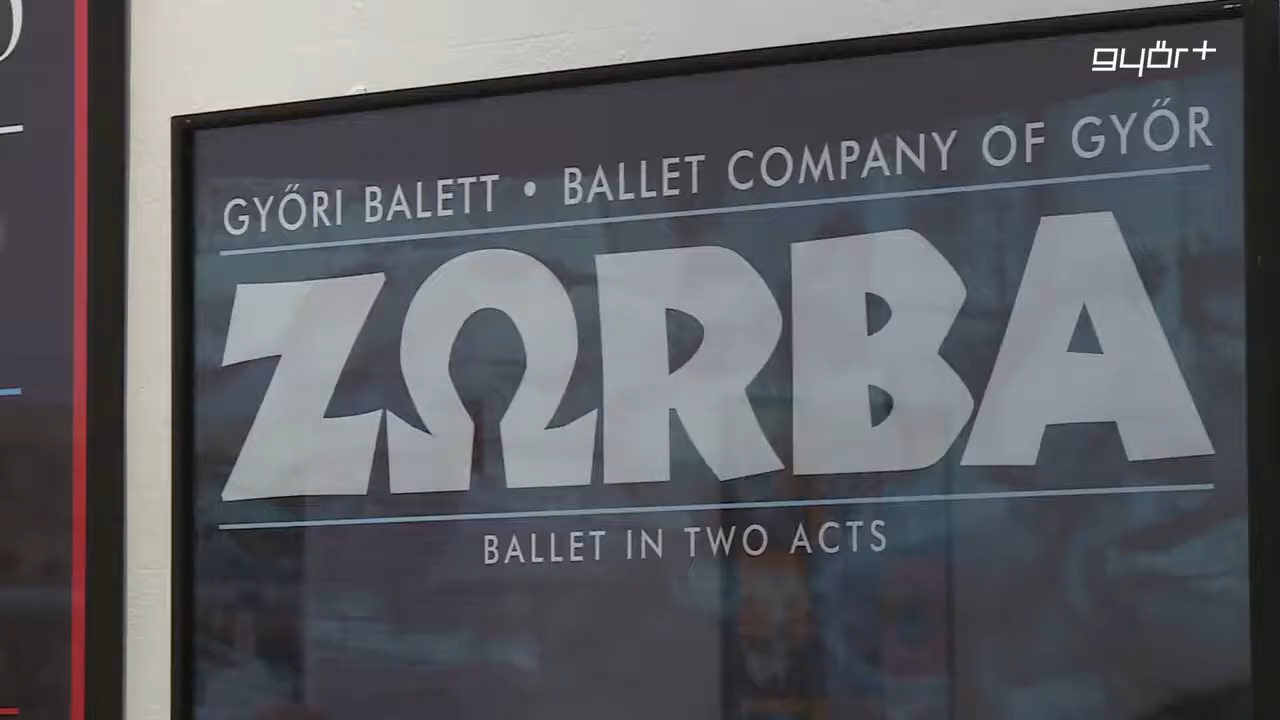 győr+
GYŐRI BALETT • BALLET COMPANY OF GYŐR
ZΩRBA
BALLET IN TWO ACTS